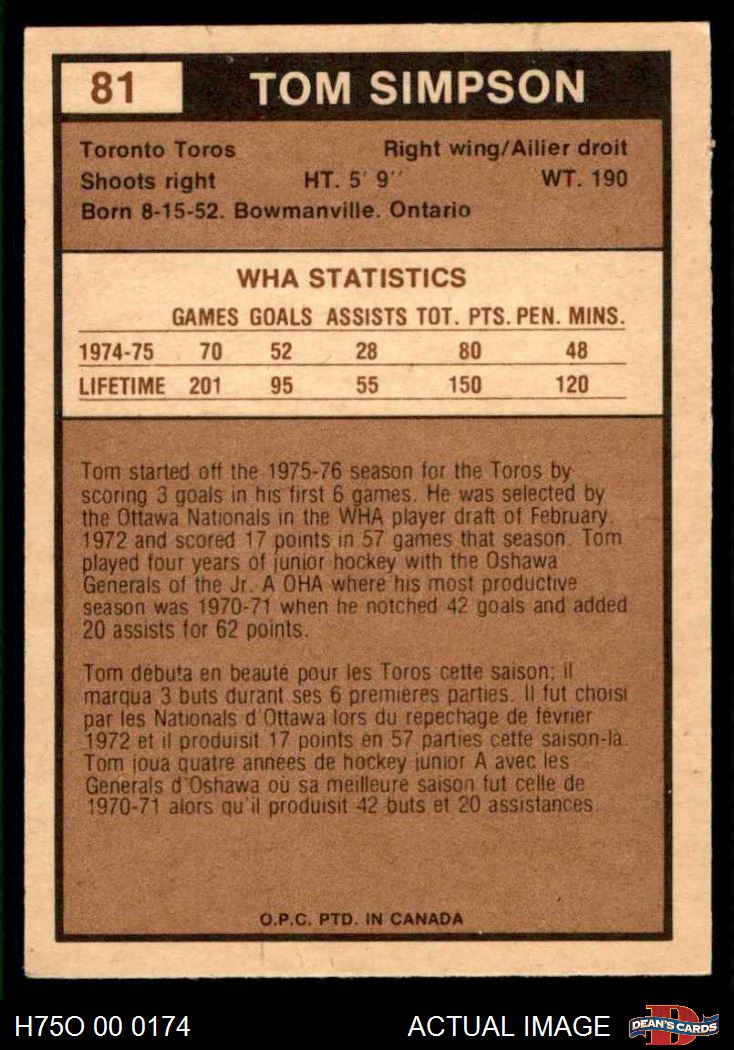 81 TOM SIMPSON
Toronto Toros Right wing/Ailier droit
Shoots right HT. 5' 9'' WT. 190
Born 8-15-52. Bowmanville. Ontario
WHA STATISTICS
GAMES GOALS ASSISTS TOT. PTS. PEN. MINS.
1974-75 70 52 28 80 48
LIFETIME 201 95 55 150 120
Tom started off the 1975-76 season for the Toros by
scoring 3 goals in his first 6 games. He was selected by
the Ottawa Nationals in the WHA player draft of February.
1972 and scored 17 points in 57 games that season. Tom
played four years of junior hockey with the Oshawa
Generals of the Jr. A OHA where his most productive
season was 1970-71 when he notched 42 goals and added
20 assists for 62 points.
Tom débuta en beauté pour les Toros cette saison; il
marqua 3 buts durant ses 6 premières parties. Il fut choisi
par les Nationals d'Ottawa lors du repechage de février
1972 et il produisit 17 points en 57 parties cette saison-là.
Tom joua quatre annees de hockey junior A avec les
Generals d'Oshawa où sa meilleure saison fut celle de
1970-71 alors qu'il produisit 42 buts et 20 assistances.
O.P.C. PTD. IN CANADA
H75O 00 0174 ACTUAL IMAGE D DEAN'S CARDS